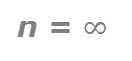 n = ∞